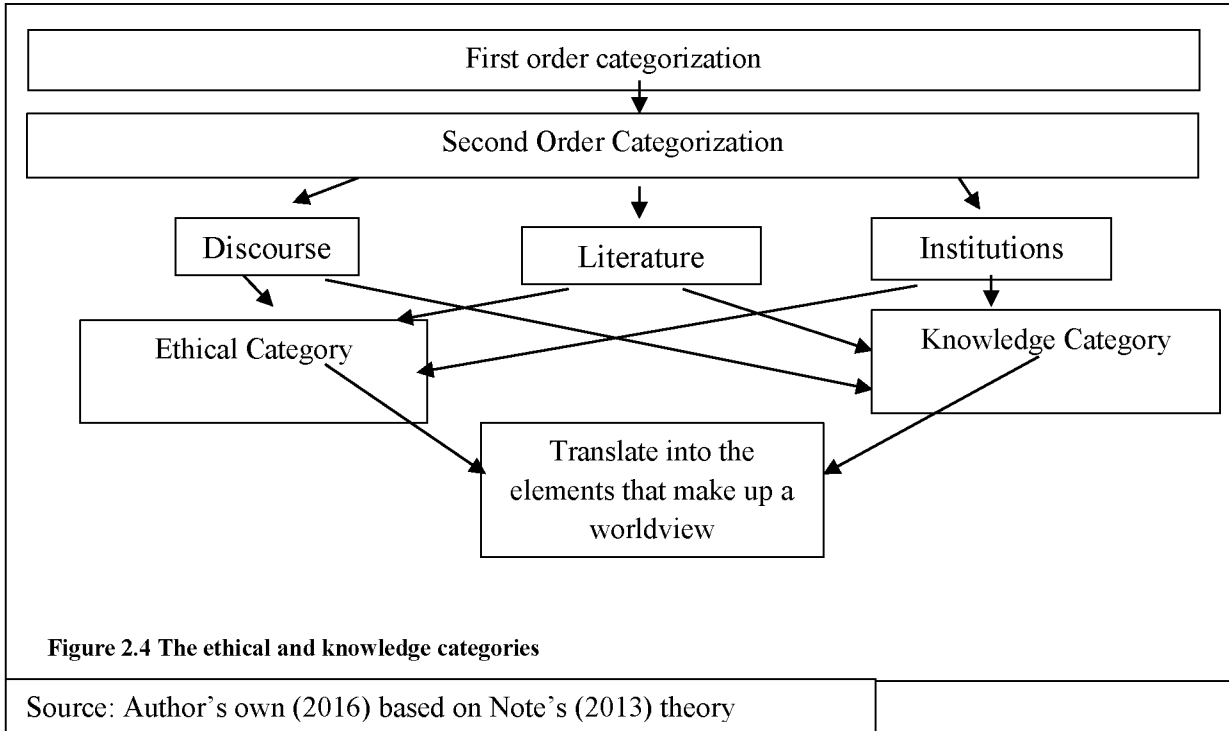 First order categorization
Second Order Categorization
Discourse
Literature
Institutions
Ethical Category
Knowledge Category
Translate into the
elements that make up a
worldview
Figure 2.4 The ethical and knowledge categories
Source: Author’s own (2016) based on Note’s (2013) theory